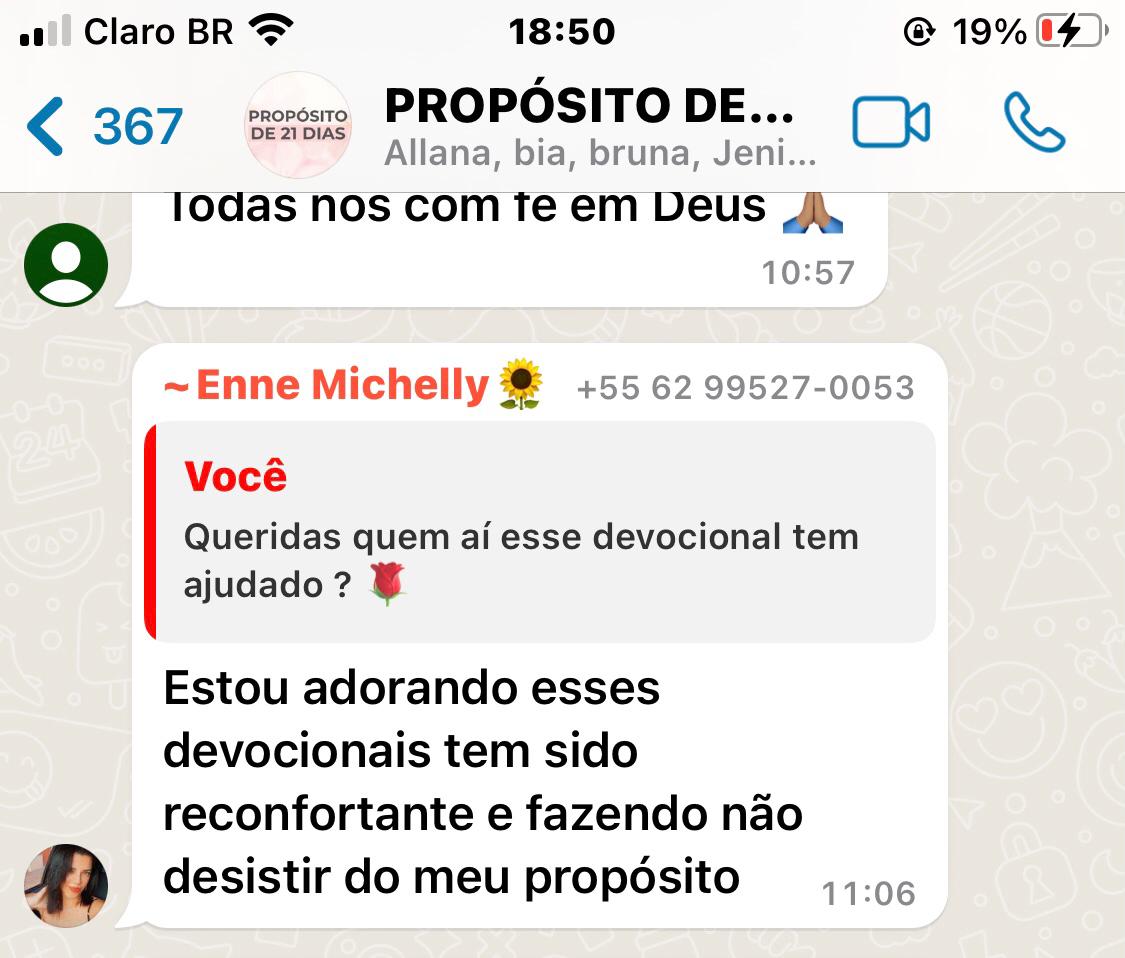 Claro BR 18:50 19%
367 PROPÓSITO DE 21 DIAS PROPÓSITO DE...
Allana, bia, bruna, Jeni...
Todas nos com fe em Deus 🙏🏽
10:57
~Enne Michelly🌻 +55 62 99527-0053
Você
Queridas quem aí esse devocional tem
ajudado ? 🌹
Estou adorando esses
devocionais tem sido
reconfortante e fazendo não
desistir do meu propósito
11:06